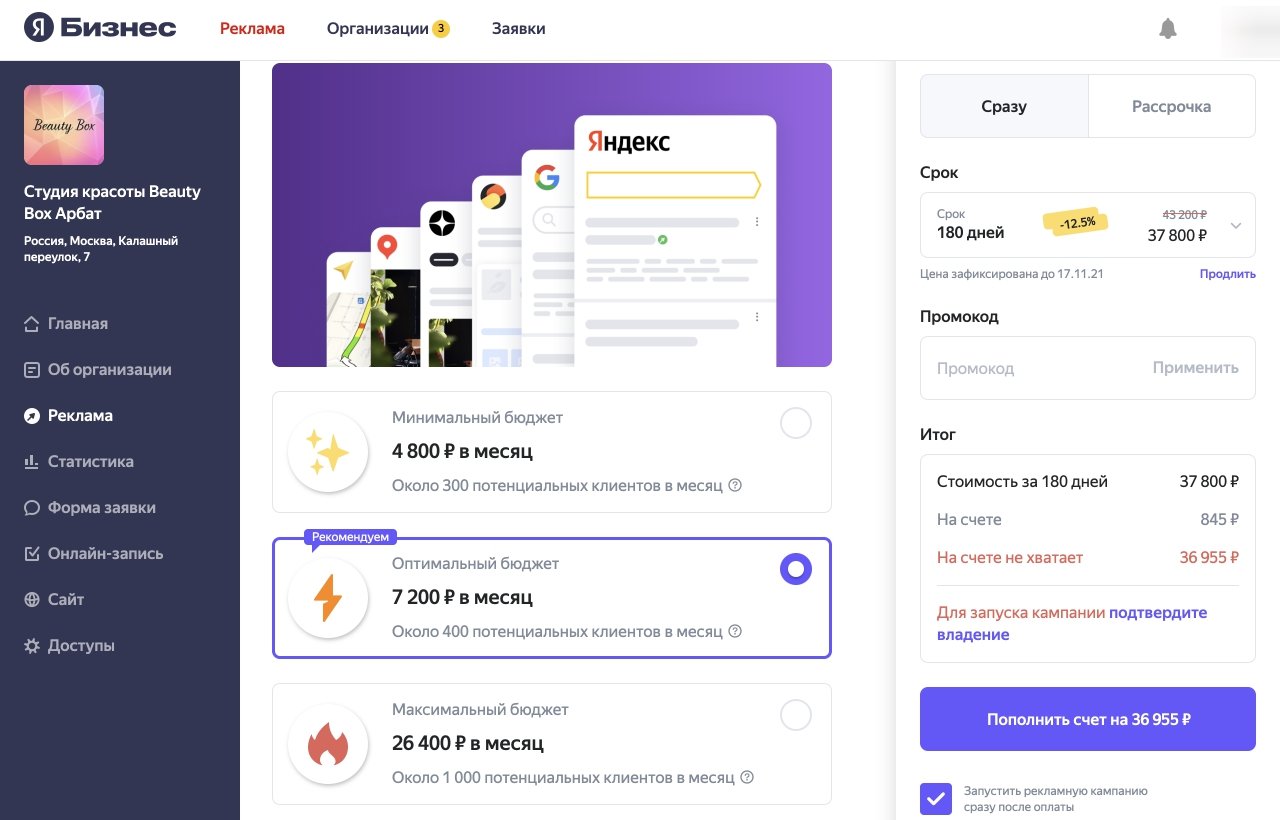 Я Бизнес
Реклама
Организации 3
Заявки
Beauty Box
Студия красоты Beauty
Box Арбат
Россия, Москва, Калашный
переулок, 7
Главная
Об организации
Реклама
Статистика
Форма заявки
Онлайн-запись
Сайт
Доступы
Яндекс
Минимальный бюджет
4 800 ₽ в месяц
Около 300 потенциальных клиентов в месяц
Рекомендуем
Оптимальный бюджет
7 200 ₽ в месяц
Около 400 потенциальных клиентов в месяц
Максимальный бюджет
26 400 ₽ в месяц
Около 1 000 потенциальных клиентов в месяц
Сразу
Рассрочка
Срок
Срок
180 дней
-12.5%
43 200 ₽
37 800 ₽
Цена зафиксирована до 17.11.21
Продлить
Промокод
Промокод
Применить
Итог
Стоимость за 180 дней 37 800 ₽
На счете 845 ₽
На счете не хватает 36 955 ₽
Для запуска кампании подтвердите
владение
Пополнить счет на 36 955 ₽
Запустить рекламную кампанию
сразу после оплаты